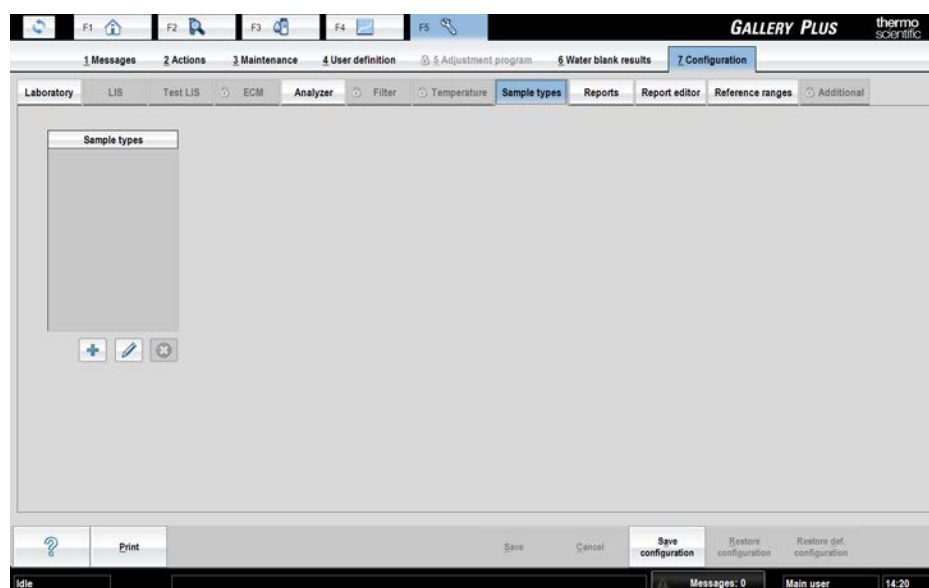 F1 F2 F3 F4 F5 GALLERY PLUS thermo
scientific
1 Messages 2 Actions 3 Maintenance 4 User definition 5 Adjustment program 6 Water blank results 7 Configuration
Laboratory LIS Test LIS ECM Analyzer Filter Temperature Sample types Reports Report editor Reference ranges Additional
Sample types
? Print Save Cancel Save configuration Restore configuration Restore def. configuration
Idle Messages: 0 Main user 14:20